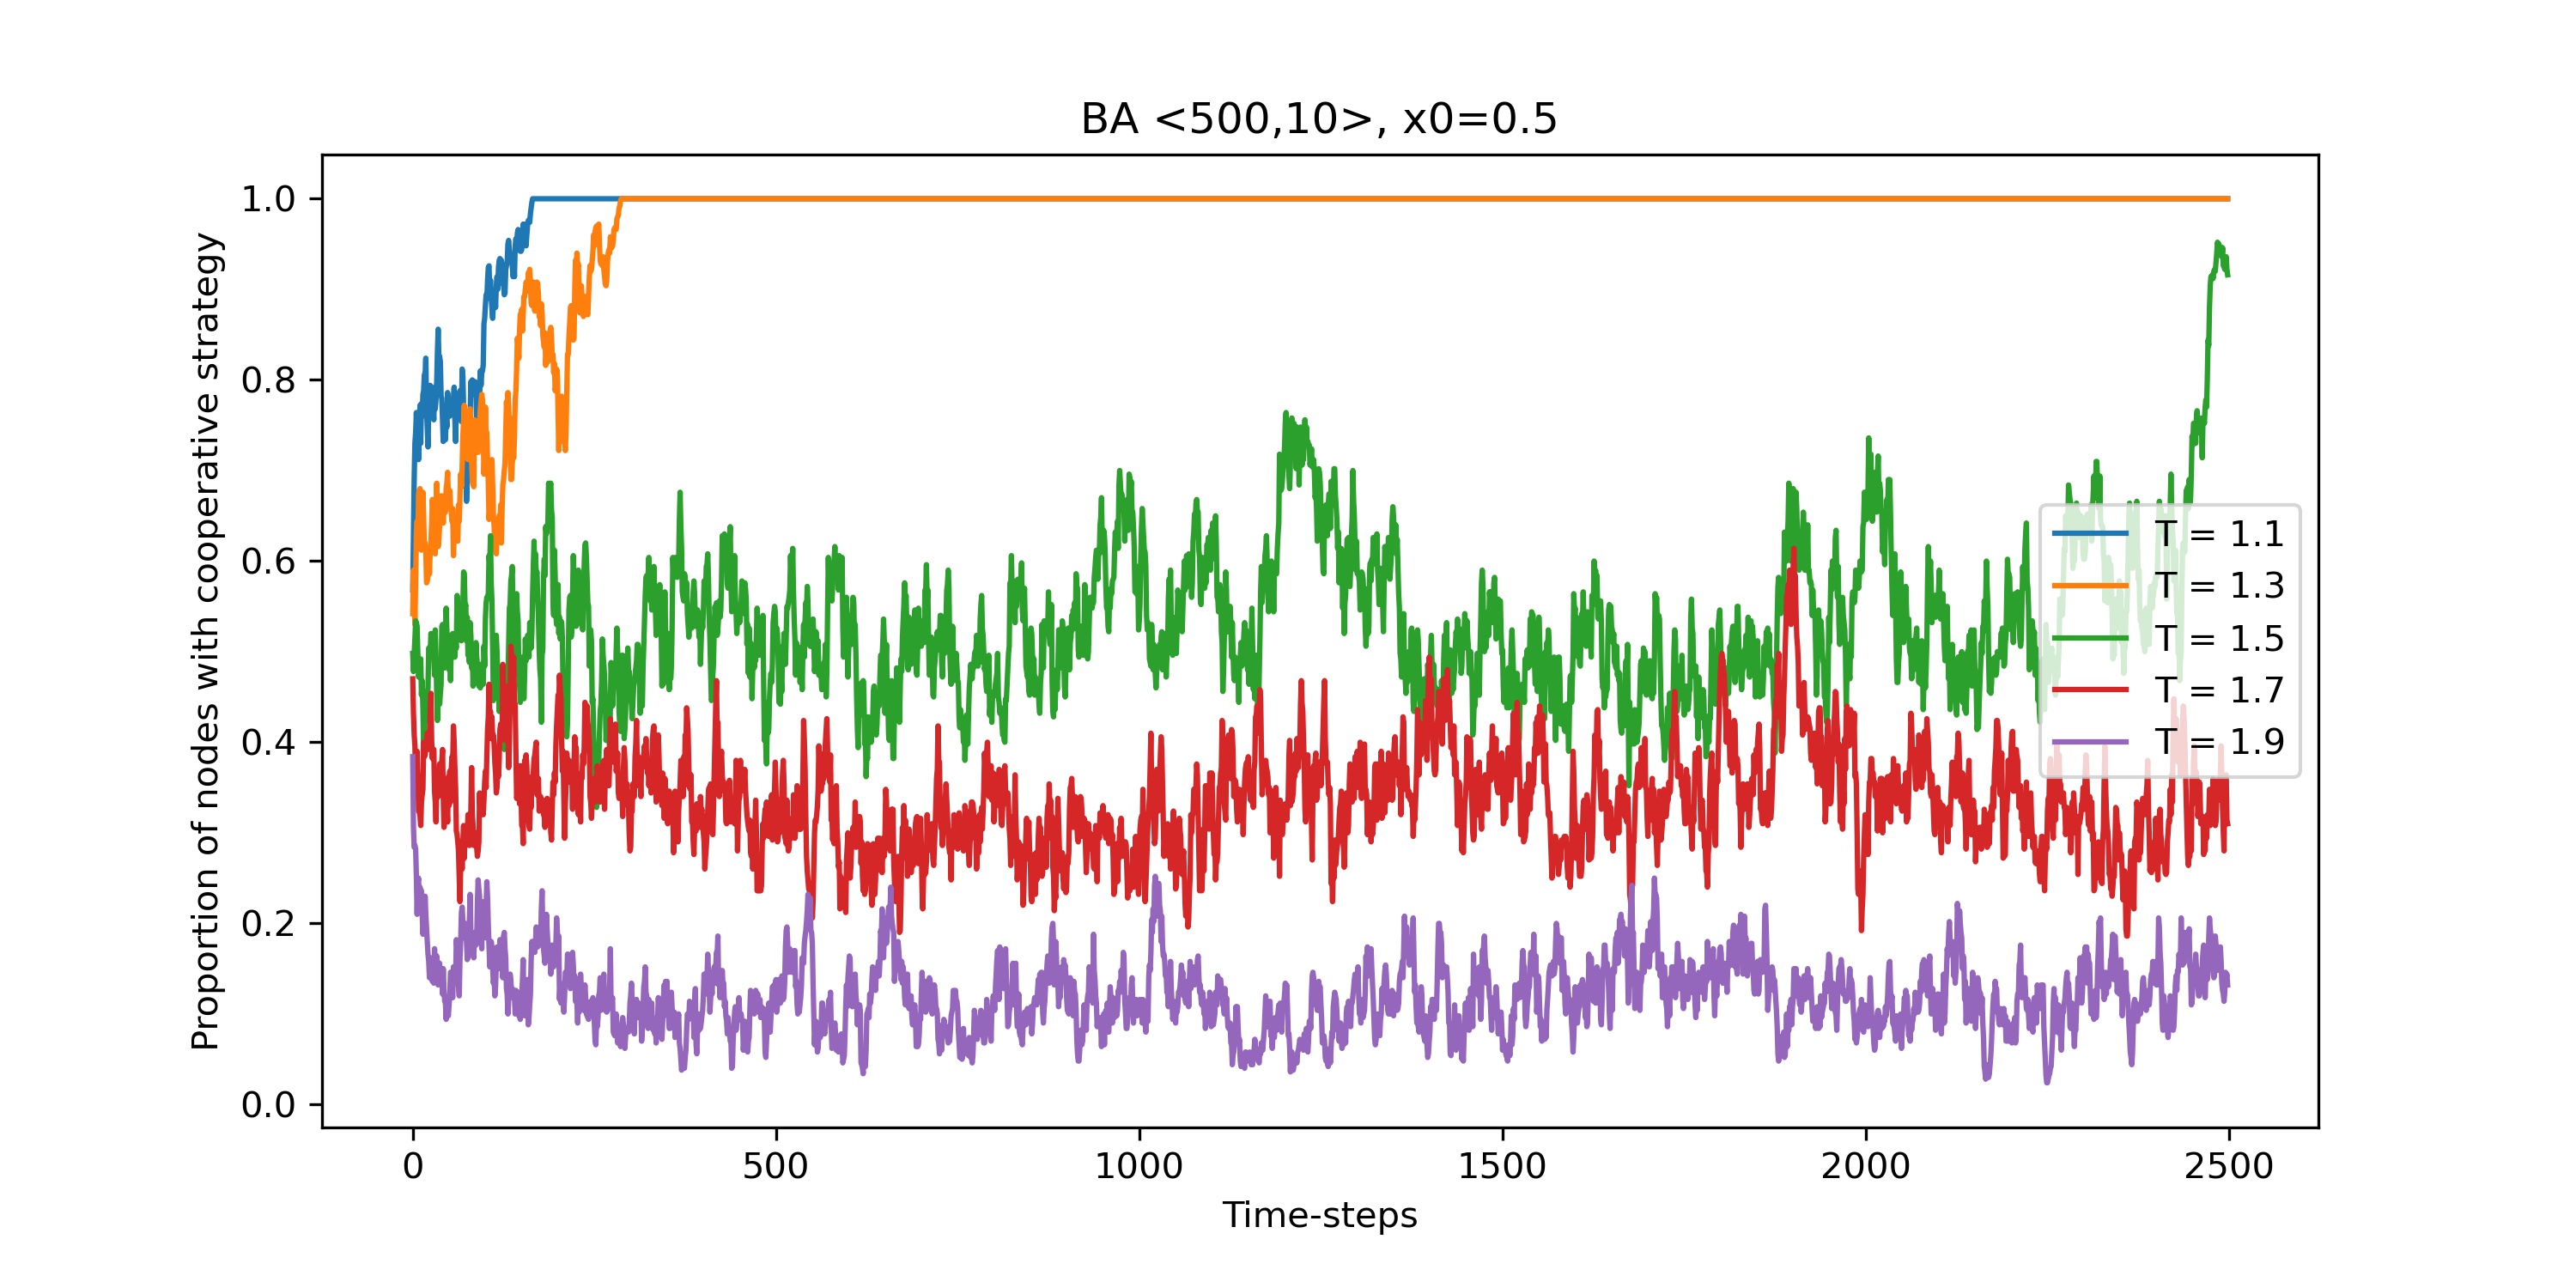 BA <500,10>, x0=0.5
Proportion of nodes with cooperative strategy
1.0
0.8
0.6
0.4
0.2
0.0
T = 1.1
T = 1.3
T = 1.5
T = 1.7
T = 1.9
0 500 1000 1500 2000 2500
Time-steps